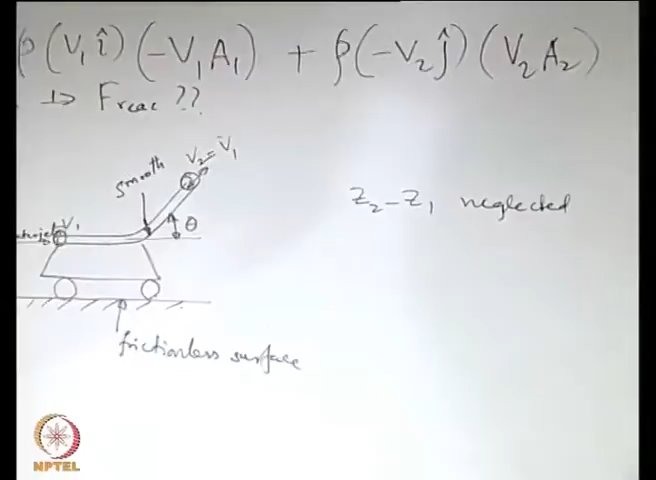 ρ(V₁î)(-V₁A₁) + ρ(-V₂ĵ)(V₂A₂)
↳ Freac ??
V₂=V₁
smooth
Z₂-Z₁ neglected
V₁
θ
frictionless surface
NPTEL